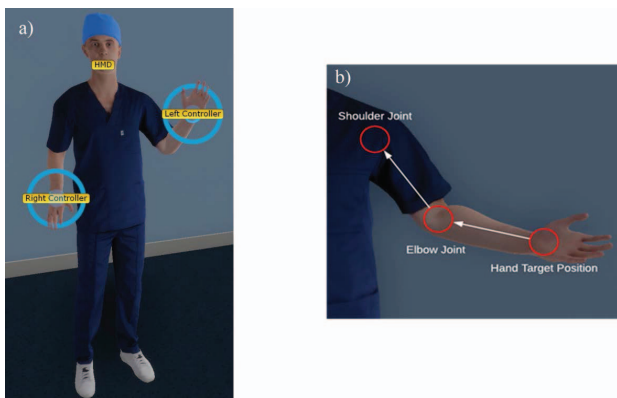 a)
HMD
Left Controller
Right Controller
b)
Shoulder Joint
Elbow Joint
Hand Target Position